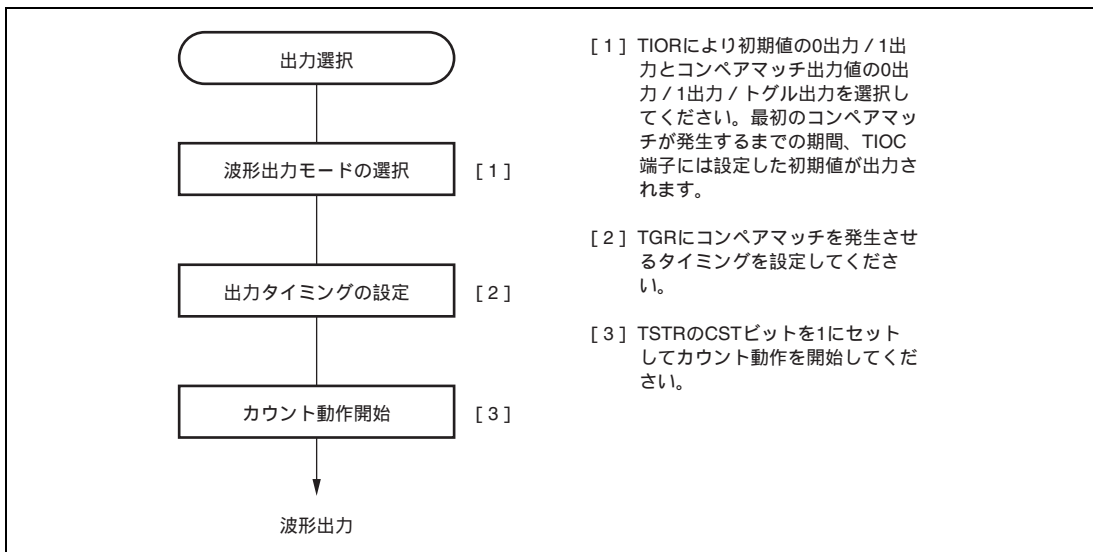 出力選択
波形出力モードの選択
[ 1 ]
出力タイミングの設定
[ 2 ]
カウント動作開始
[ 3 ]
波形出力
[ 1 ] TIORにより初期値の0出力 / 1出
力とコンペアマッチ出力値の0出
力 / 1出力 / トグル出力を選択し
てください。最初のコンペアマッ
チが発生するまでの期間、TIOC
端子には設定した初期値が出力さ
れます。
[ 2 ] TGRにコンペアマッチを発生させ
るタイミングを設定してくださ
い。
[ 3 ] TSTRのCSTビットを1にセット
してカウント動作を開始してくだ
さい。